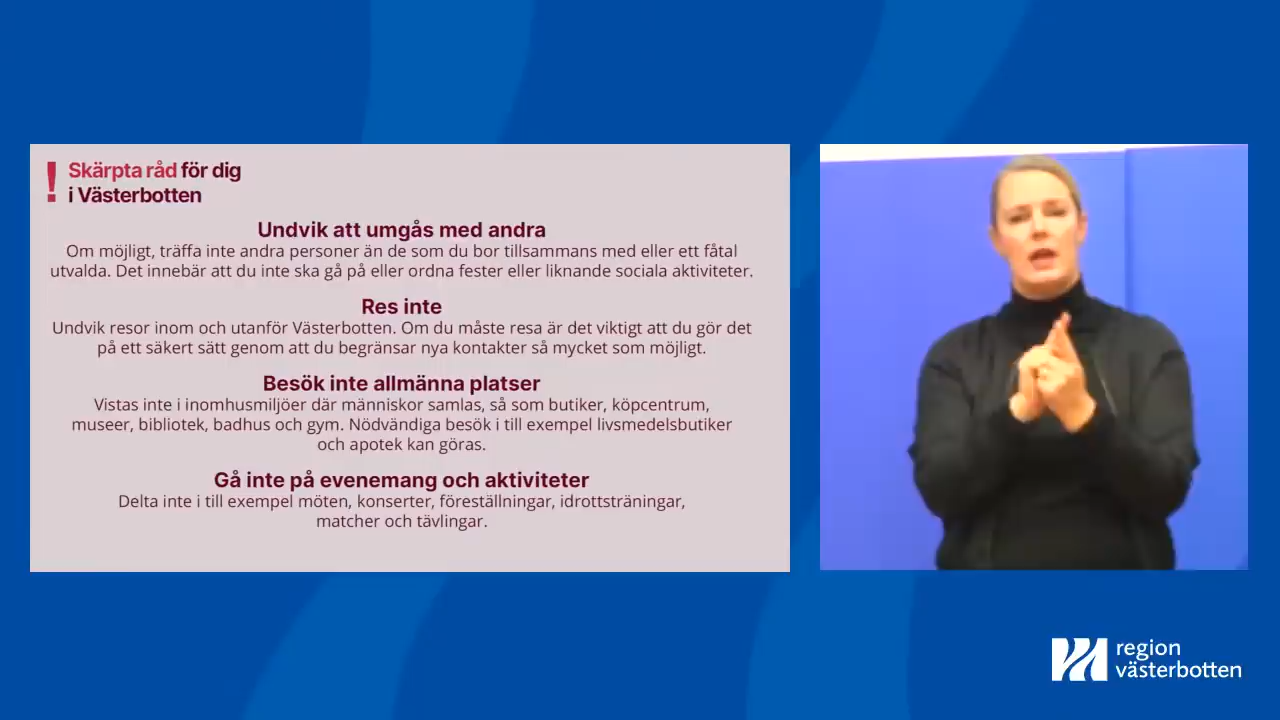 ! Skärpta råd för dig
i Västerbotten
Undvik att umgås med andra
Om möjligt, träffa inte andra personer än de som du bor tillsammans med eller ett fåtal
utvalda. Det innebär att du inte ska gå på eller ordna fester eller liknande sociala aktiviteter.
Res inte
Undvik resor inom och utanför Västerbotten. Om du måste resa är det viktigt att du gör det
på ett säkert sätt genom att du begränsar nya kontakter så mycket som möjligt.
Besök inte allmänna platser
Vistas inte i inomhusmiljöer där människor samlas, så som butiker, köpcentrum,
museer, bibliotek, badhus och gym. Nödvändiga besök i till exempel livsmedelsbutiker
och apotek kan göras.
Gå inte på evenemang och aktiviteter
Delta inte i till exempel möten, konserter, föreställningar, idrottsträningar,
matcher och tävlingar.
region
västerbotten